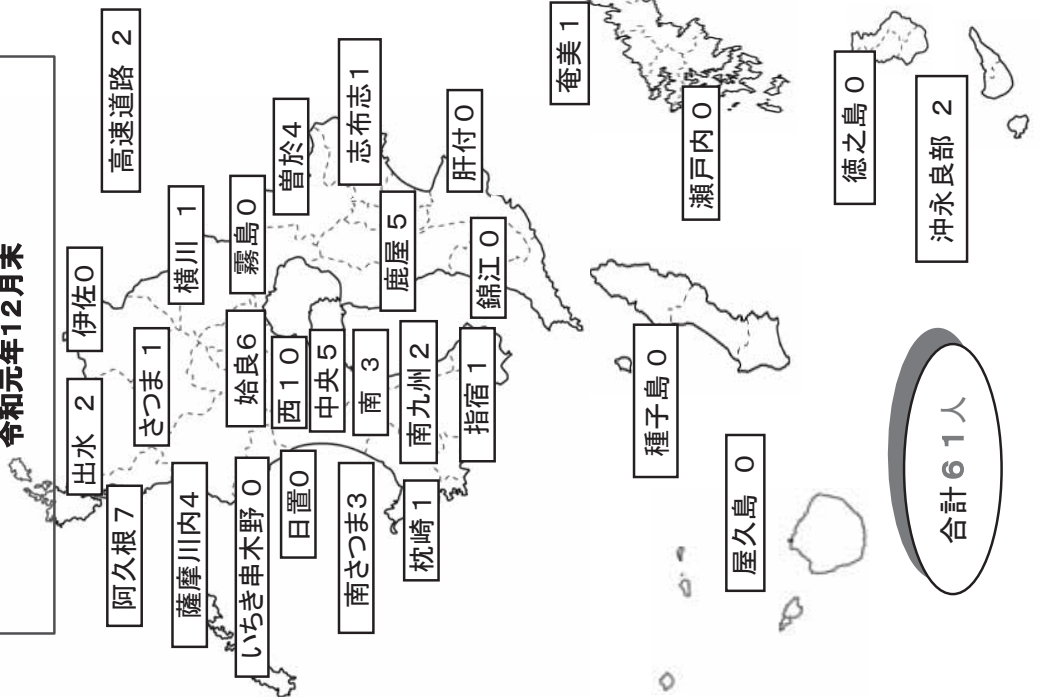 令和元年12月末
伊佐0
出水 2
高速道路 2
阿久根 7
さつま 1
横川 1
薩摩川内4
霧島 0
姶良6
いちき串木野 0
曽於4
西10
日置0
中央5
志布志1
南 3
南さつま3
鹿屋 5
南九州 2
枕崎 1
肝付 0
錦江 0
指宿 1
奄美 1
種子島 0
瀬戸内 0
屋久島 0
徳之島 0
沖永良部 2
合計61人